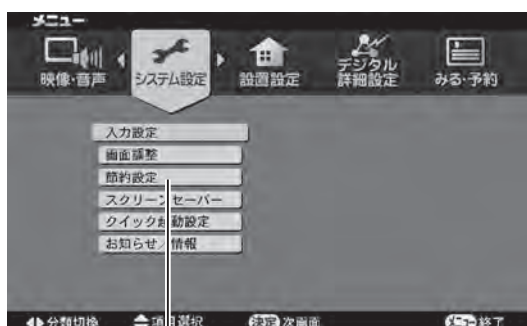 メニュー
映像・音声 システム設定 設置設定 デジタル詳細設定 みる・予約
入力設定
画面調整
節約設定
スクリーンセーバー
クイック起動設定
お知らせ／情報
分類切換 項目選択 決定 次画面 メニュー 終了